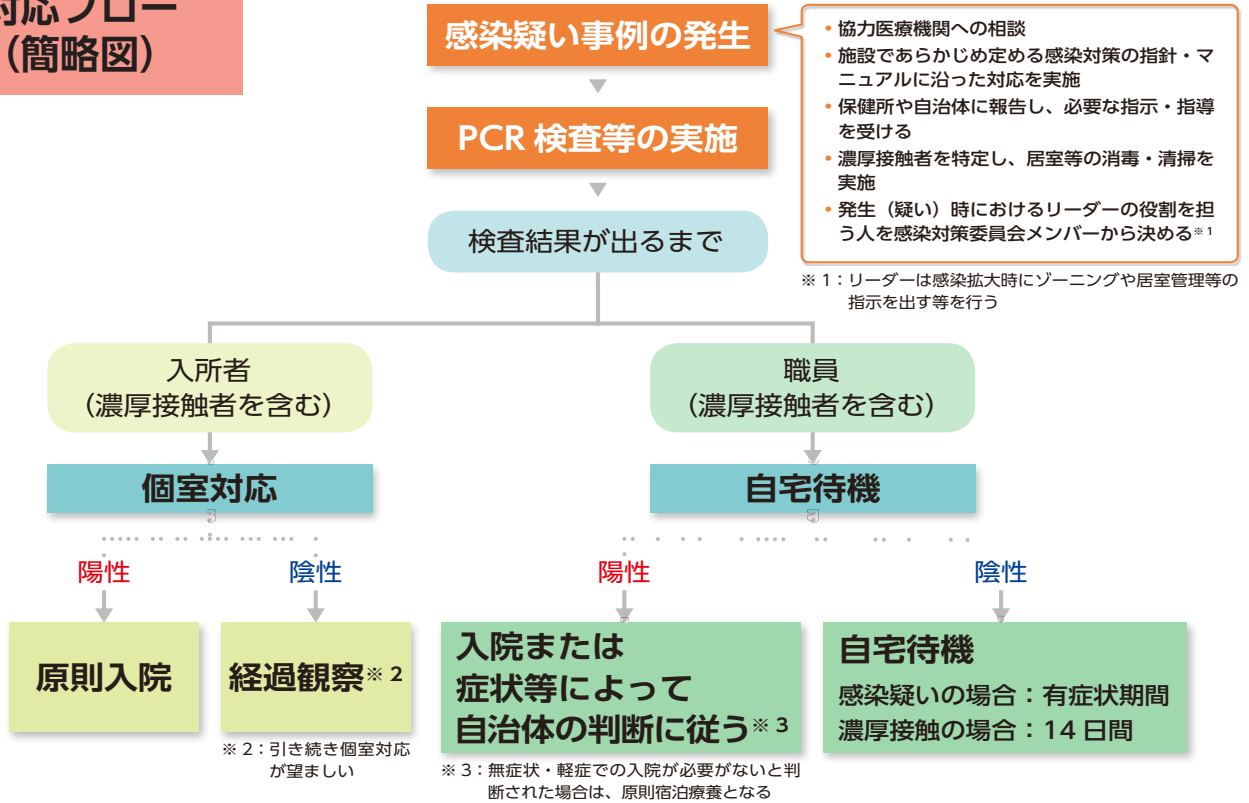 対応フロー
（簡略図）
感染疑い事例の発生
• 協力医療機関への相談
• 施設であらかじめ定める感染対策の指針・マ
ニュアルに沿った対応を実施
• 保健所や自治体に報告し、必要な指示・指導
を受ける
• 濃厚接触者を特定し、居室等の消毒・清掃を
実施
• 発生（疑い）時におけるリーダーの役割を担
う人を感染対策委員会メンバーから決める※1
※1：リーダーは感染拡大時にゾーニングや居室管理等の
指示を出す等を行う
PCR 検査等の実施
検査結果が出るまで
入所者
（濃厚接触者を含む）
職員
（濃厚接触者を含む）
個室対応
自宅待機
陽性
陰性
陽性
陰性
原則入院
経過観察※2
※2：引き続き個室対応
が望ましい
入院または
症状等によって
自治体の判断に従う※3
※3：無症状・軽症での入院が必要がないと判
断された場合は、原則宿泊療養となる
自宅待機
感染疑いの場合：有症状期間
濃厚接触の場合：14 日間